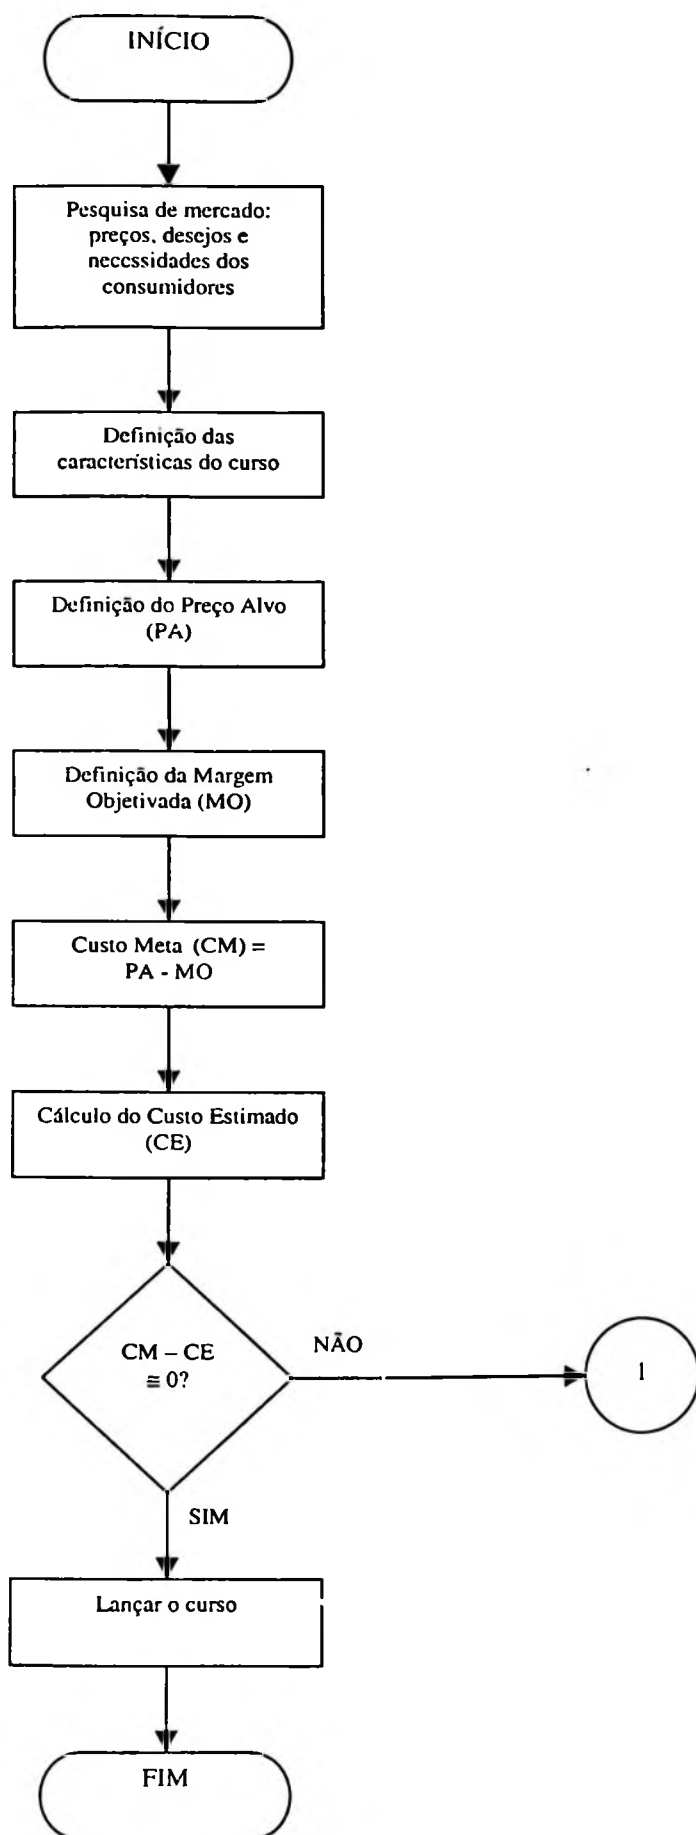 INÍCIO
Pesquisa de mercado:
preços, desejos e
necessidades dos
consumidores
Definição das
características do curso
Definição do Preço Alvo
(PA)
Definição da Margem
Objetivada (MO)
Custo Meta (CM) =
PA - MO
Cálculo do Custo Estimado
(CE)
CM – CE
≅ 0?
NÃO
1
SIM
Lançar o curso
FIM